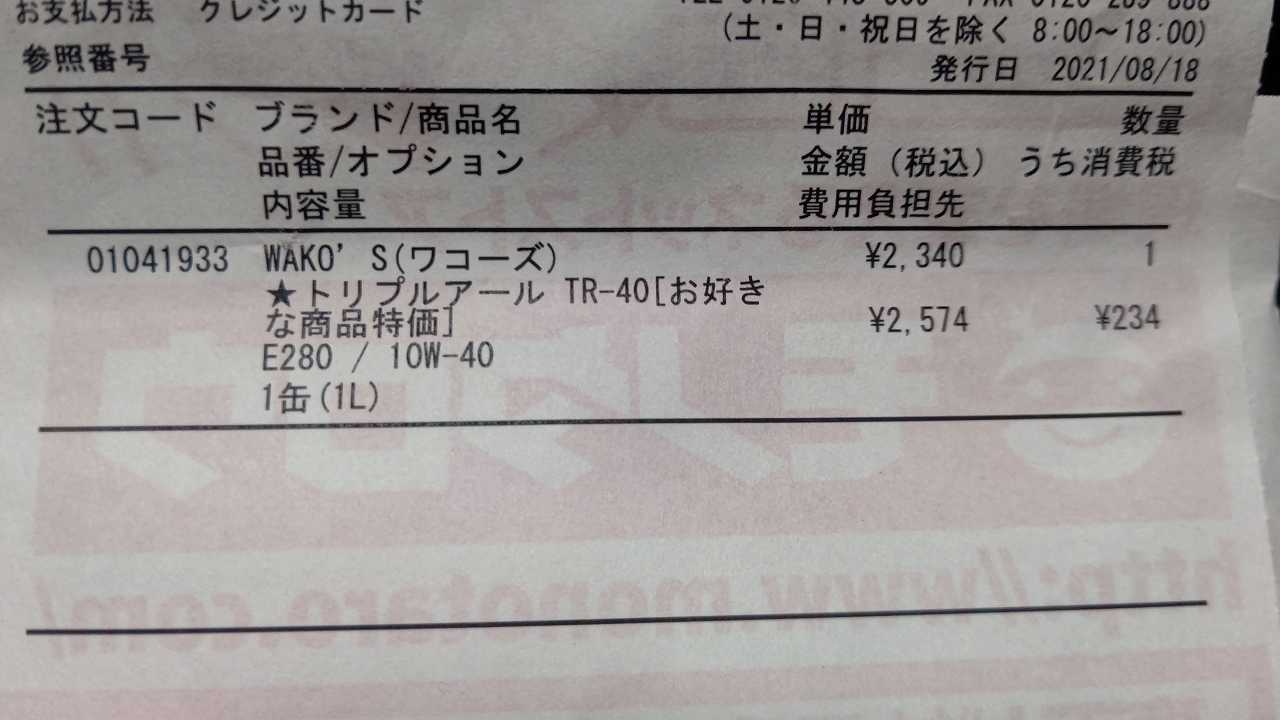 お支払方法 クレジットカード
(土・日・祝日を除く 8:00～18:00)
参照番号
発行日 2021/08/18
注文コード ブランド/商品名 単価 数量
品番/オプション 金額(税込) うち消費税
内容量 費用負担先
01041933 WAKO'S(ワコーズ) ¥2,340 1
★トリプルアール TR-40[お好き
な商品特価] ¥2,574 ¥234
E280 / 10W-40
1缶(1L)
http://www.monotaro.com/